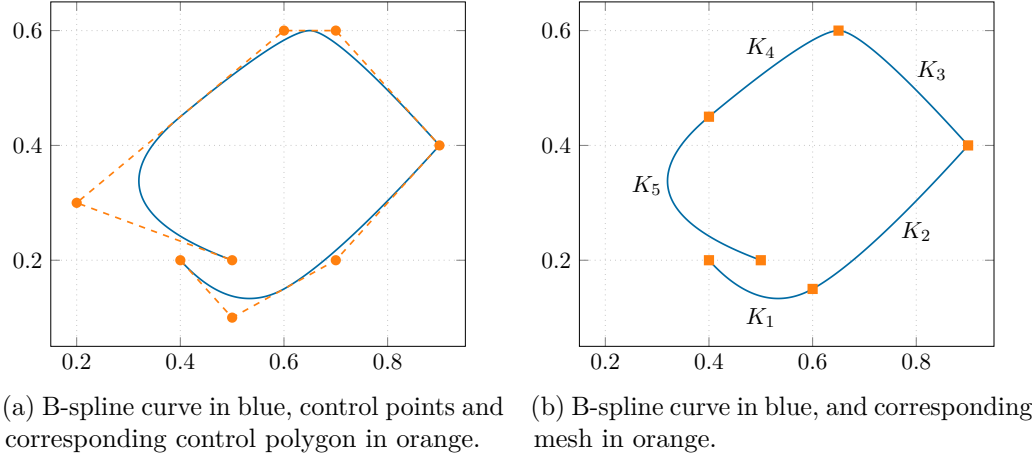 0.6
0.4
0.2
0.2 0.4 0.6 0.8
(a) B-spline curve in blue, control points and
corresponding control polygon in orange.
0.6
0.4
0.2
K4
K3
K5
K2
K1
0.2 0.4 0.6 0.8
(b) B-spline curve in blue, and corresponding
mesh in orange.